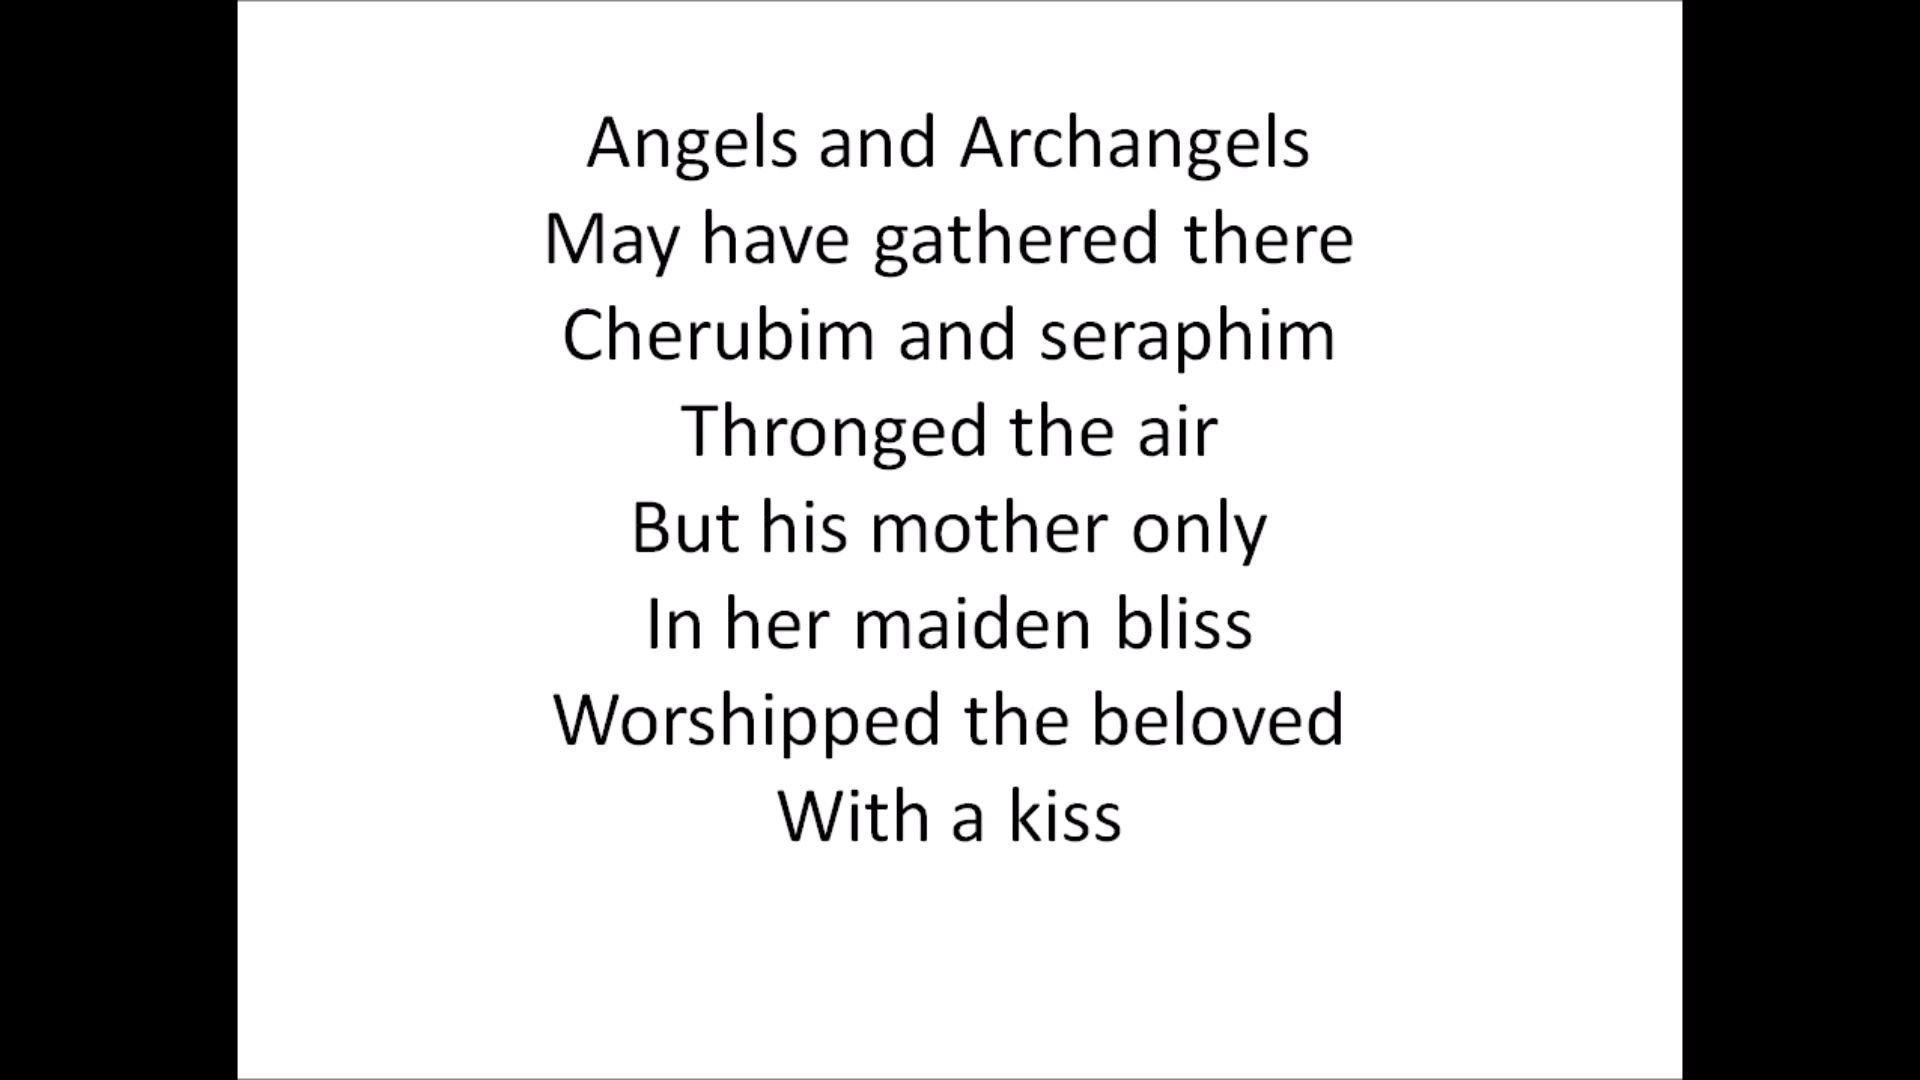 Angels and Archangels
May have gathered there
Cherubim and seraphim
Thronged the air
But his mother only
In her maiden bliss
Worshipped the beloved
With a kiss